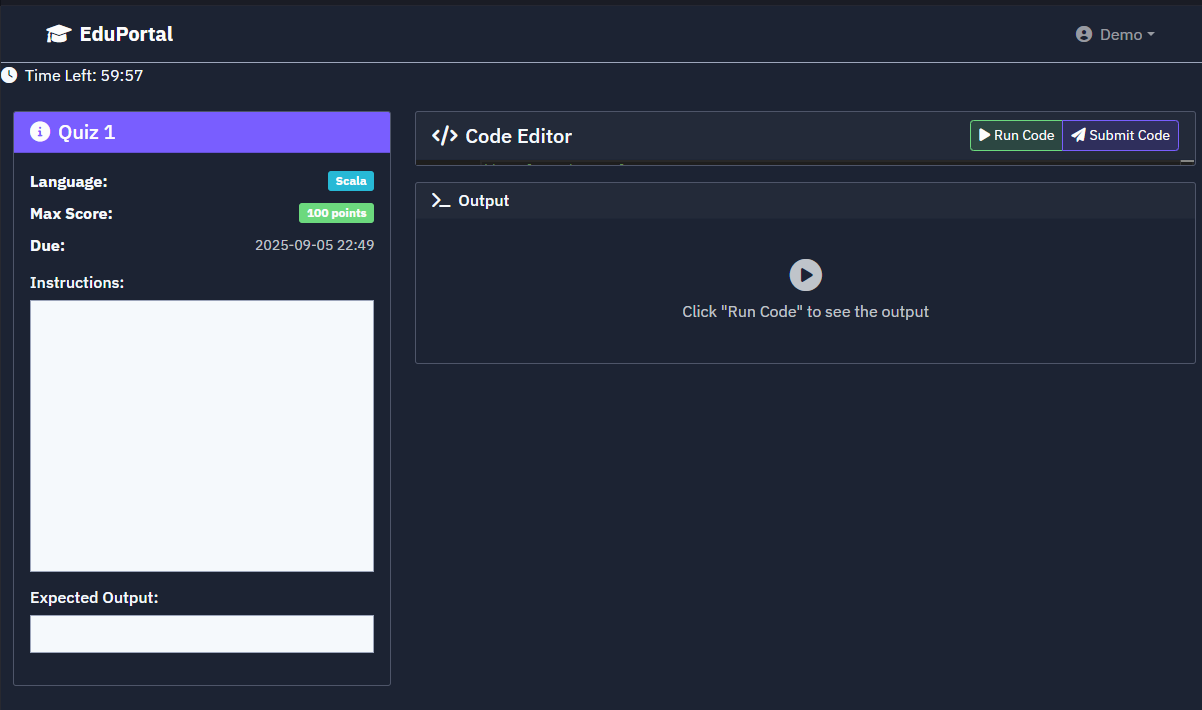 EduPortal
Demo
Time Left: 59:57
Quiz 1
Language:
Scala
Max Score:
100 points
Due:
2025-09-05 22:49
Instructions:
Expected Output:
</> Code Editor
Run Code
Submit Code
Output
Click "Run Code" to see the output